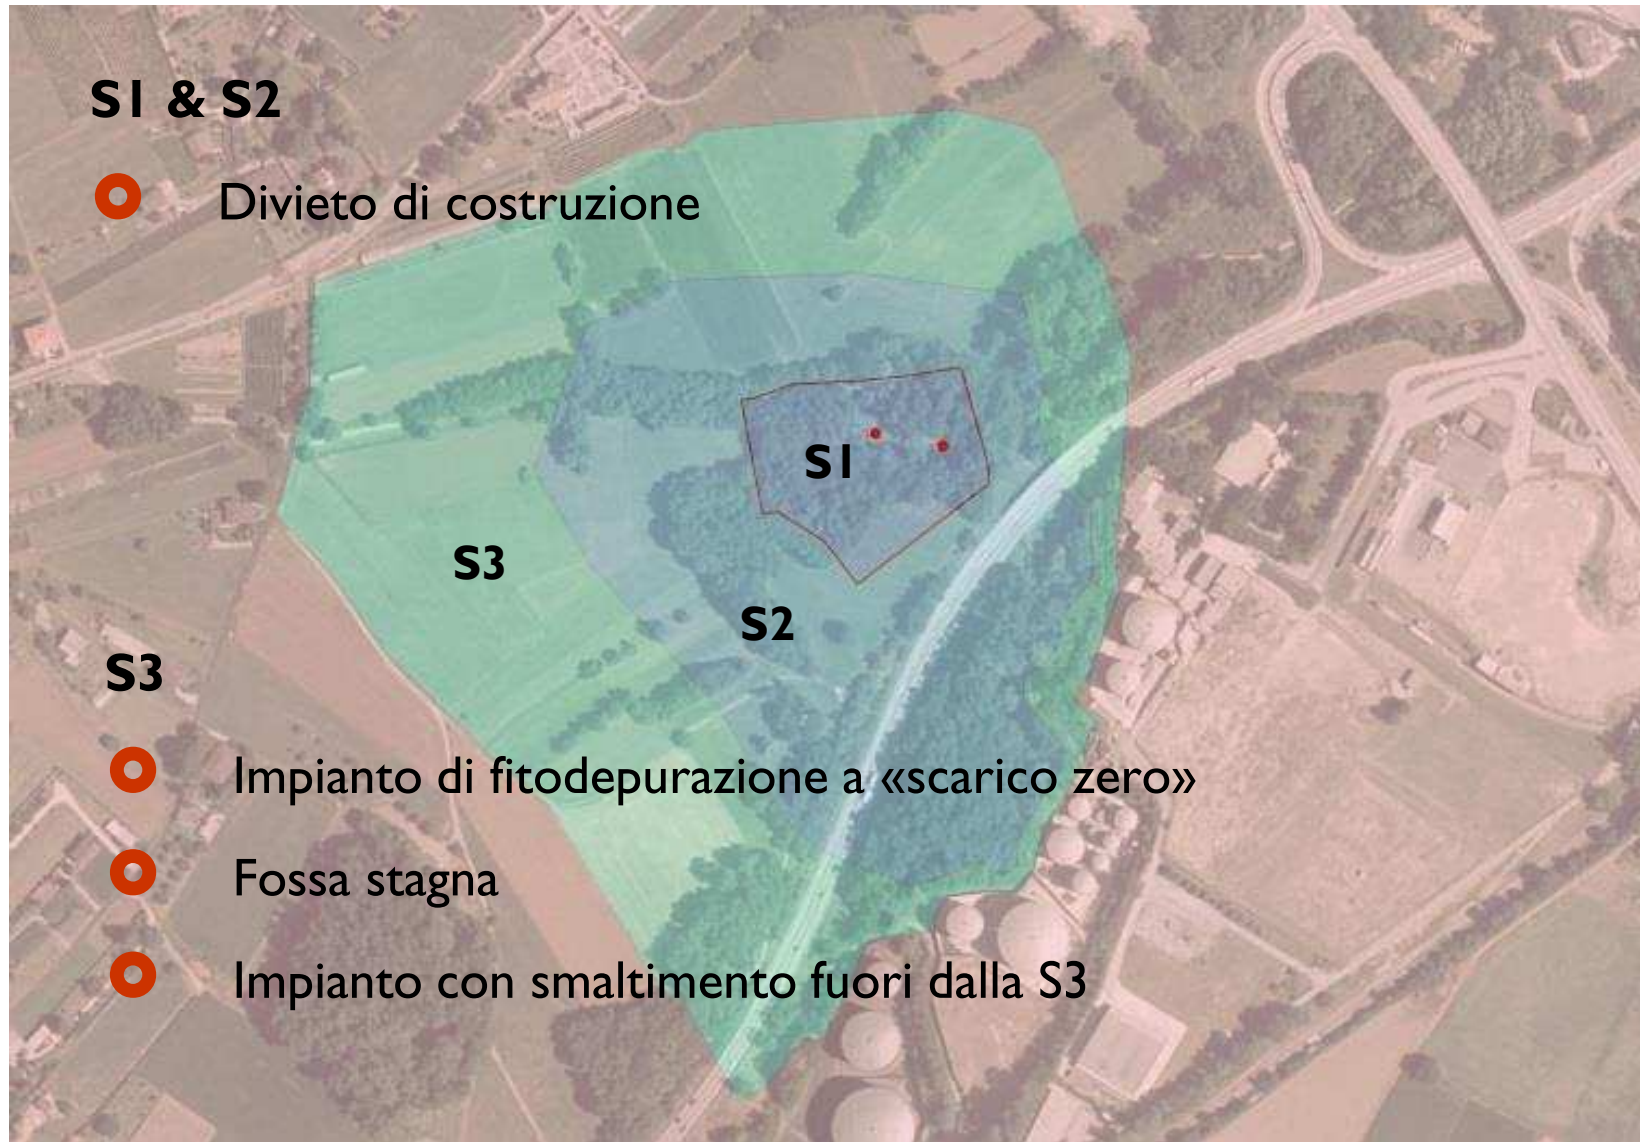 S1 & S2
Divieto di costruzione
S1
S3
S2
S3
Impianto di fitodepurazione a «scarico zero»
Fossa stagna
Impianto con smaltimento fuori dalla S3